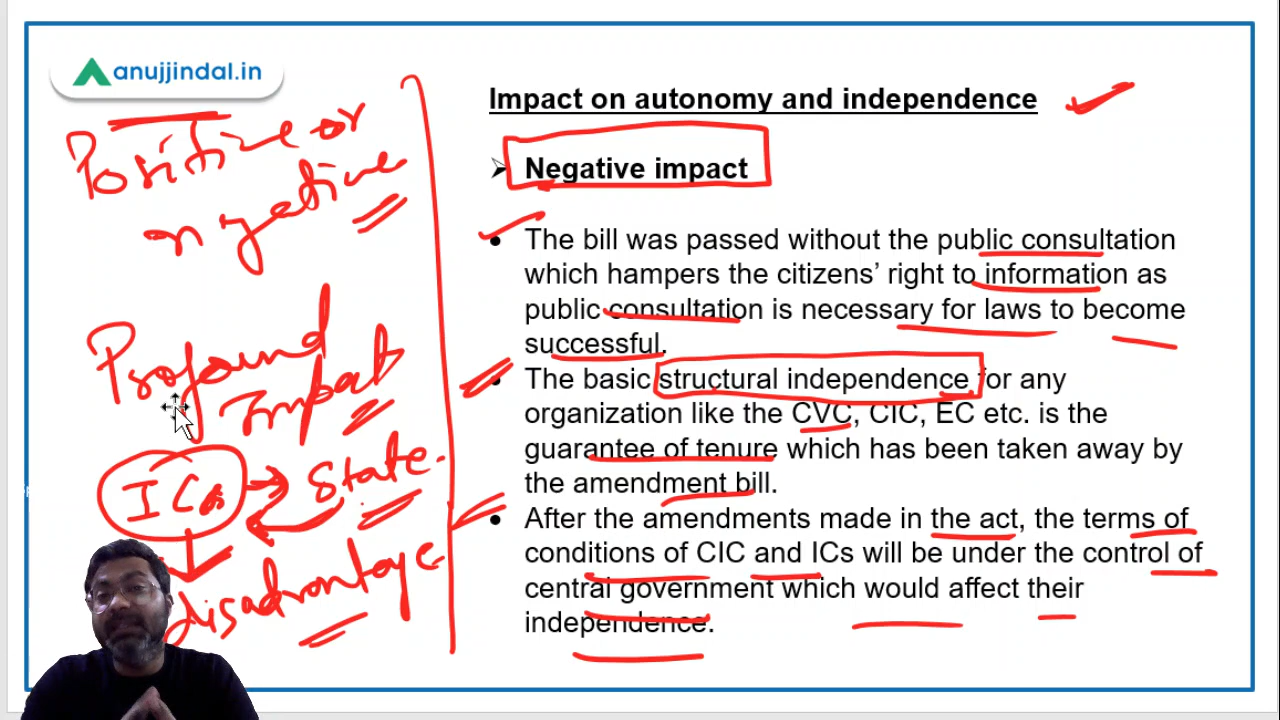 anujjindal.in
Positive or
negative
Profound
Impact
ICs → State.
disadvantage
Impact on autonomy and independence
➢ Negative impact
• The bill was passed without the public consultation
which hampers the citizens’ right to information as
public consultation is necessary for laws to become
successful.
• The basic structural independence for any
organization like the CVC, CIC, EC etc. is the
guarantee of tenure which has been taken away by
the amendment bill.
• After the amendments made in the act, the terms of
conditions of CIC and ICs will be under the control of
central government which would affect their
independence.